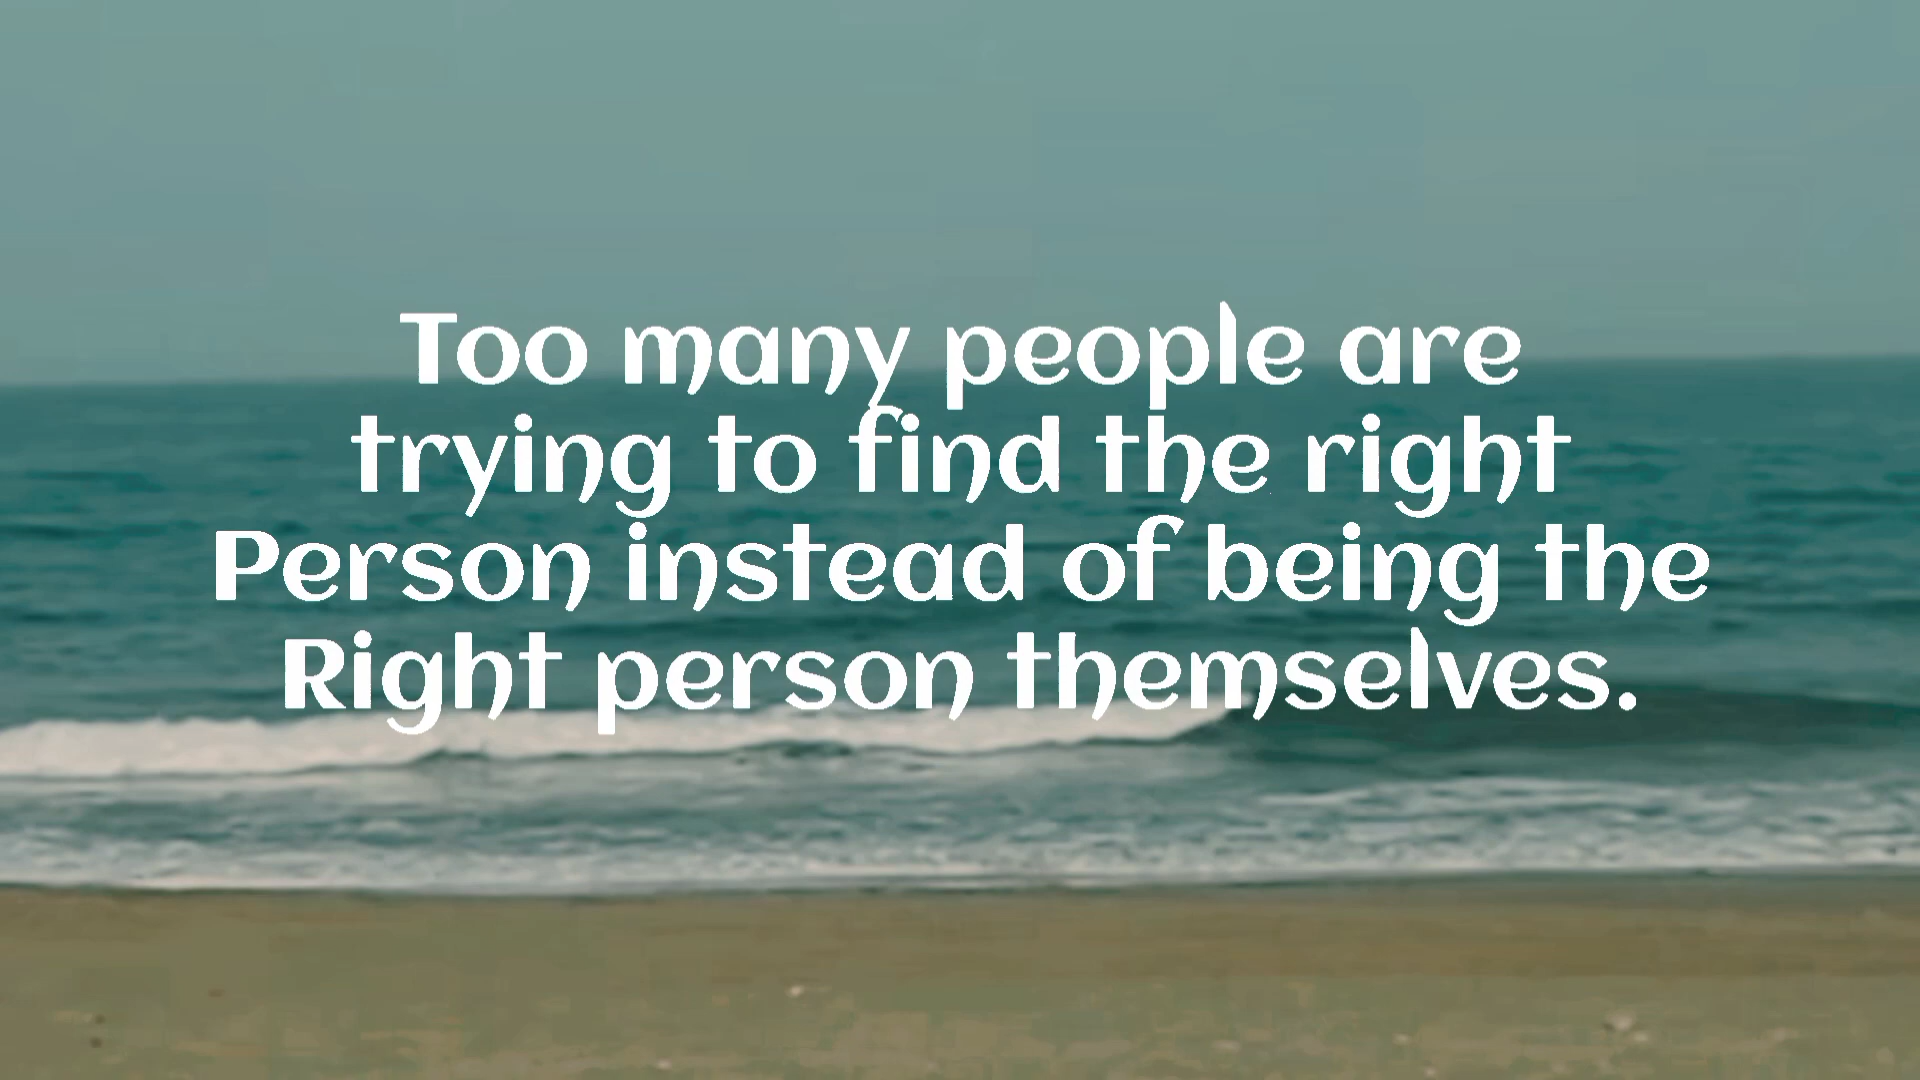 Too many people are
trying to find the right
Person instead of being the
Right person themselves.